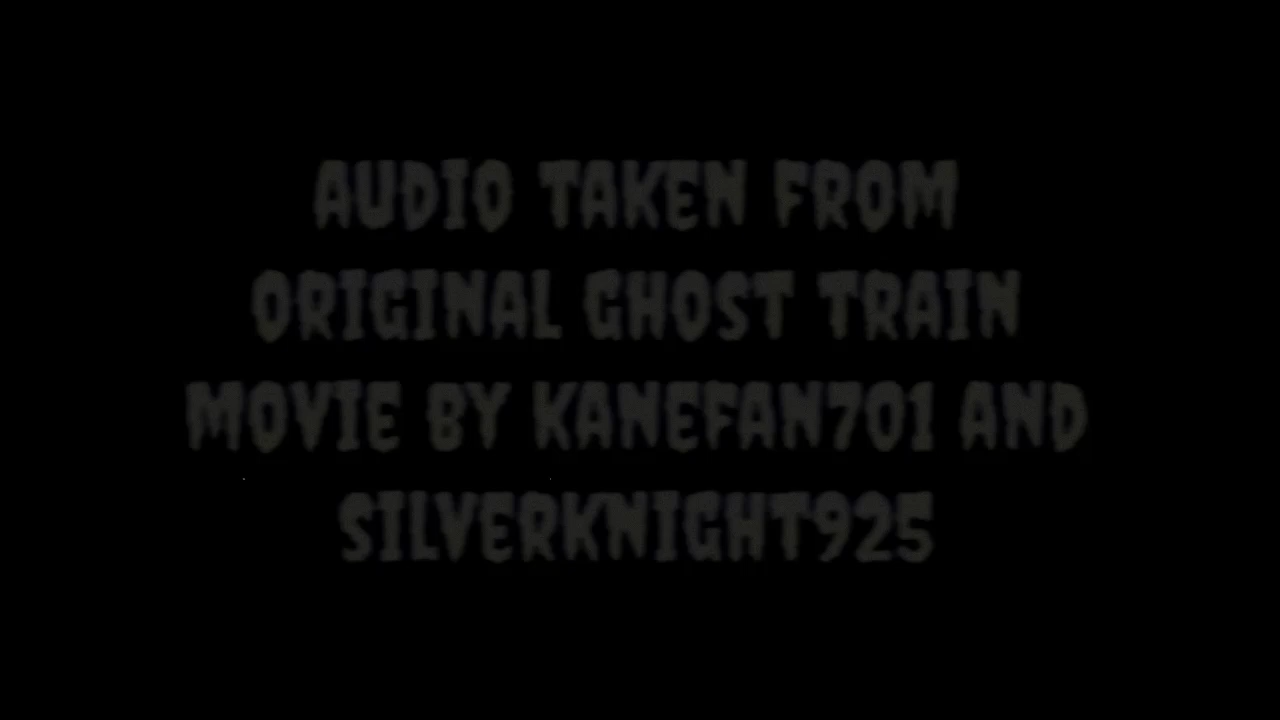 AUDIO TAKEN FROM
ORIGINAL GHOST TRAIN
MOVIE BY KANEFAN701 AND
SILVERKNIGHT925